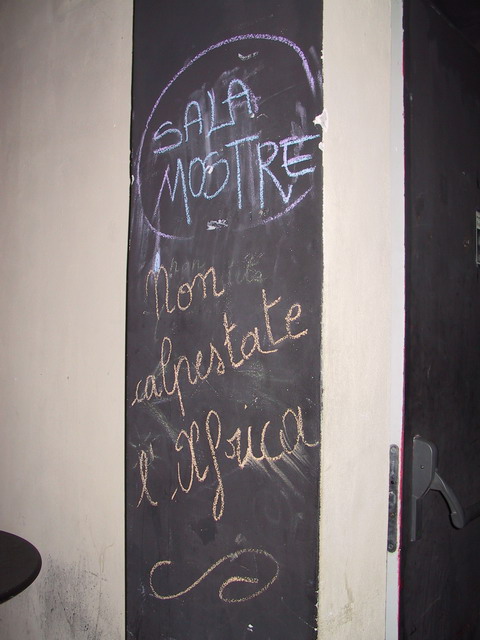 SALA
MOSTRE
Non
calpestate
l'Africa